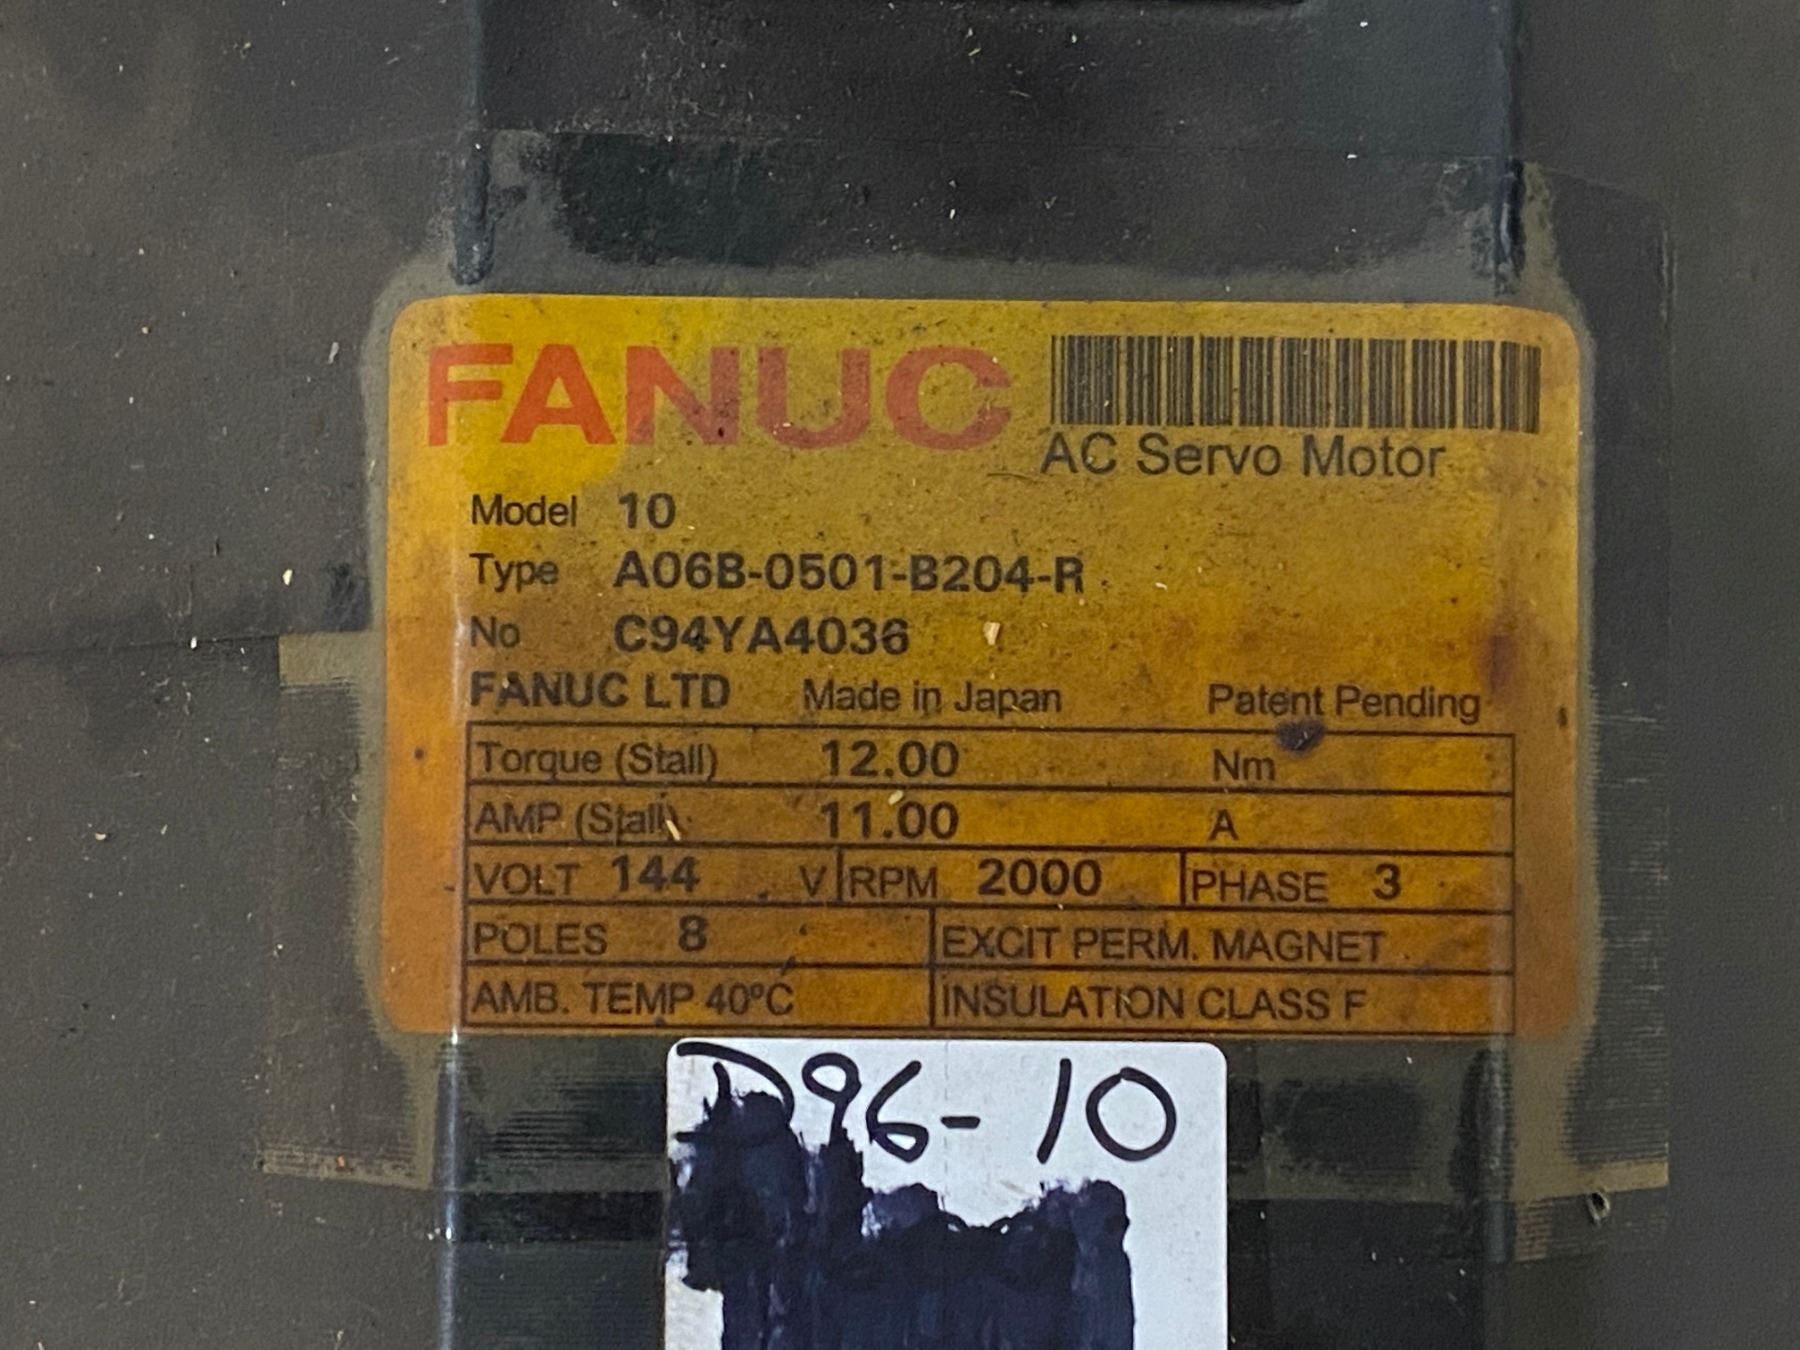 FANUC
AC Servo Motor
Model 10
Type A06B-0501-B204-R
No C94YA4036
FANUC LTD Made in Japan Patent Pending
Torque (Stall) 12.00 Nm
AMP (Stall) 11.00 A
VOLT 144 V RPM 2000 PHASE 3
POLES 8 EXCIT PERM. MAGNET
AMB. TEMP 40ºC INSULATION CLASS F
D96-10